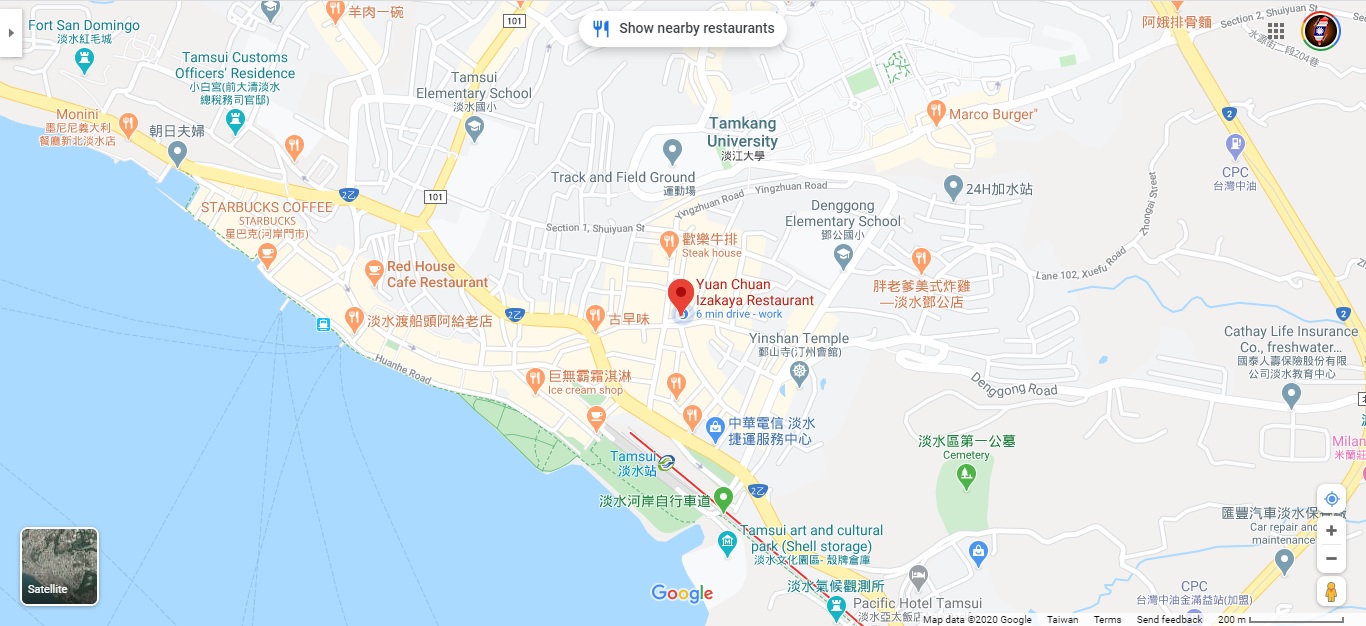 Fort San Domingo
淡水紅毛城
羊肉一碗
101
Show nearby restaurants
阿娥排骨麵
Section 2, Shuiyuan St
水源街二段204巷
Tamsui Customs
Officers' Residence
小白宮(前大清淡水
總稅務司官邸)
Tamsui
Elementary School
淡水國小
Monini
墨尼尼義大利
餐廳新北淡水店
朝日夫婦
Tamkang
University
淡江大學
Marco Burger"
2
CPC
台灣中油
Track and Field Ground
運動場
Yingzhuan Road
Yingzhuan Road
24H加水站
2乙
101
STARBUCKS COFFEE
STARBUCKS
星巴克(河岸門市)
Section 1, Shuiyuan St
Denggong
Elementary School
鄧公國小
歡樂牛排
Steak house
Lane 102, Xuefu Road
Red House
Cafe Restaurant
Yuan Chuan
Izakaya Restaurant
6 min drive - work
胖老爹美式炸雞
—淡水鄧公店
2乙
2
淡水渡船頭阿給老店
古早味
Yinshan Temple
鄞山寺(汀州會館)
Cathay Life Insurance
Co., freshwater...
國泰人壽保險股份有限
公司淡水教育中心
Huanhe Road
巨無霸霜淇淋
Ice cream shop
Denggong Road
中華電信 淡水
捷運服務中心
淡水區第一公墓
Cemetery
Milan
米蘭莊
Tamsui
淡水站
2乙
淡水河岸自行車道
Tamsui art and cultural
park (Shell storage)
淡水文化園區- 殼牌倉庫
Car repair and
maintenance
Satellite
Google
淡水氣候觀測所
Pacific Hotel Tamsui
淡水亞太飯店
CPC
台灣中油金滿益站(加盟)
Map data ©2020 Google Taiwan Terms Send feedback 200 m